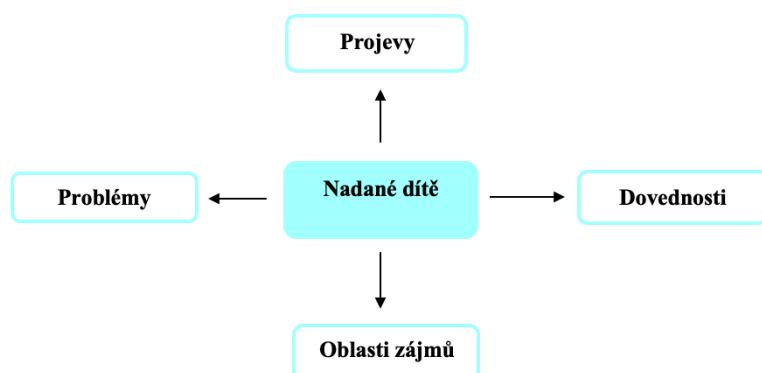 Projevy
Problémy
Nadané dítě
Dovednosti
Oblasti zájmů